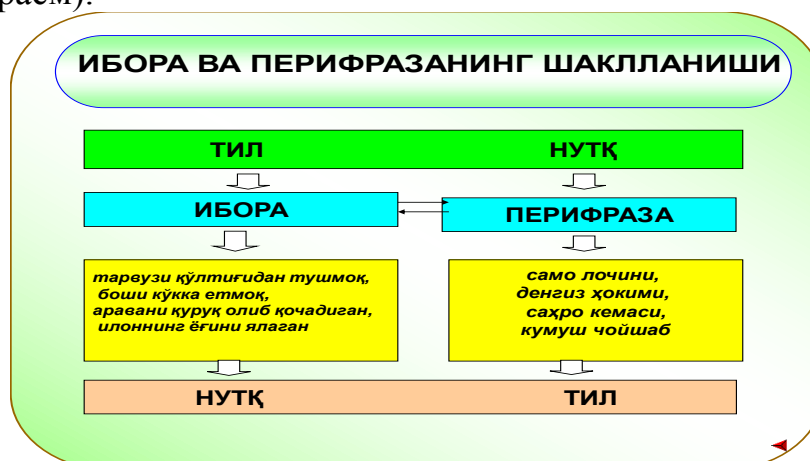 раем).
ИБОРА ВА ПЕРИФРАЗАНИНГ ШАКЛЛАНИШИ
ТИЛ НУТҚ
ИБОРА ПЕРИФРАЗА
тарвузи қўлтиғидан тушмоқ,
боши кўкка етмоқ,
аравани қуруқ олиб қочадиган,
илоннинг ёғини ялаган
само лочини,
денгиз ҳокими,
саҳро кемаси,
кумуш чойшаб
НУТҚ ТИЛ